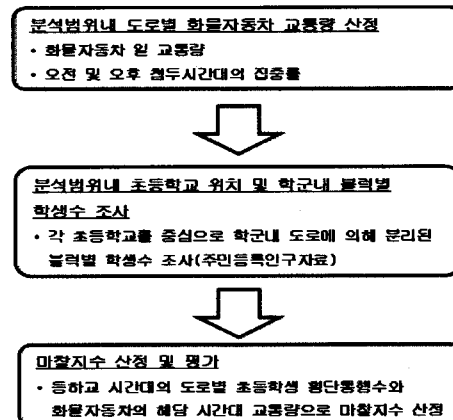 분석범위내 도로별 화물자동차 교통량 산정
• 화물자동차 일 교통량
• 오전 및 오후 첨두시간대의 집중률
분석범위내 초등학교 위치 및 학군내 블럭별
학생수 조사
• 각 초등학교를 중심으로 학군내 도로에 의해 분리된
블럭별 학생수 조사(주민등록인구자료)
마찰지수 산정 및 평가
• 등하교 시간대의 도로별 초등학생 횡단통행수와
화물자동차의 해당 시간대 교통량으로 마찰지수 산정